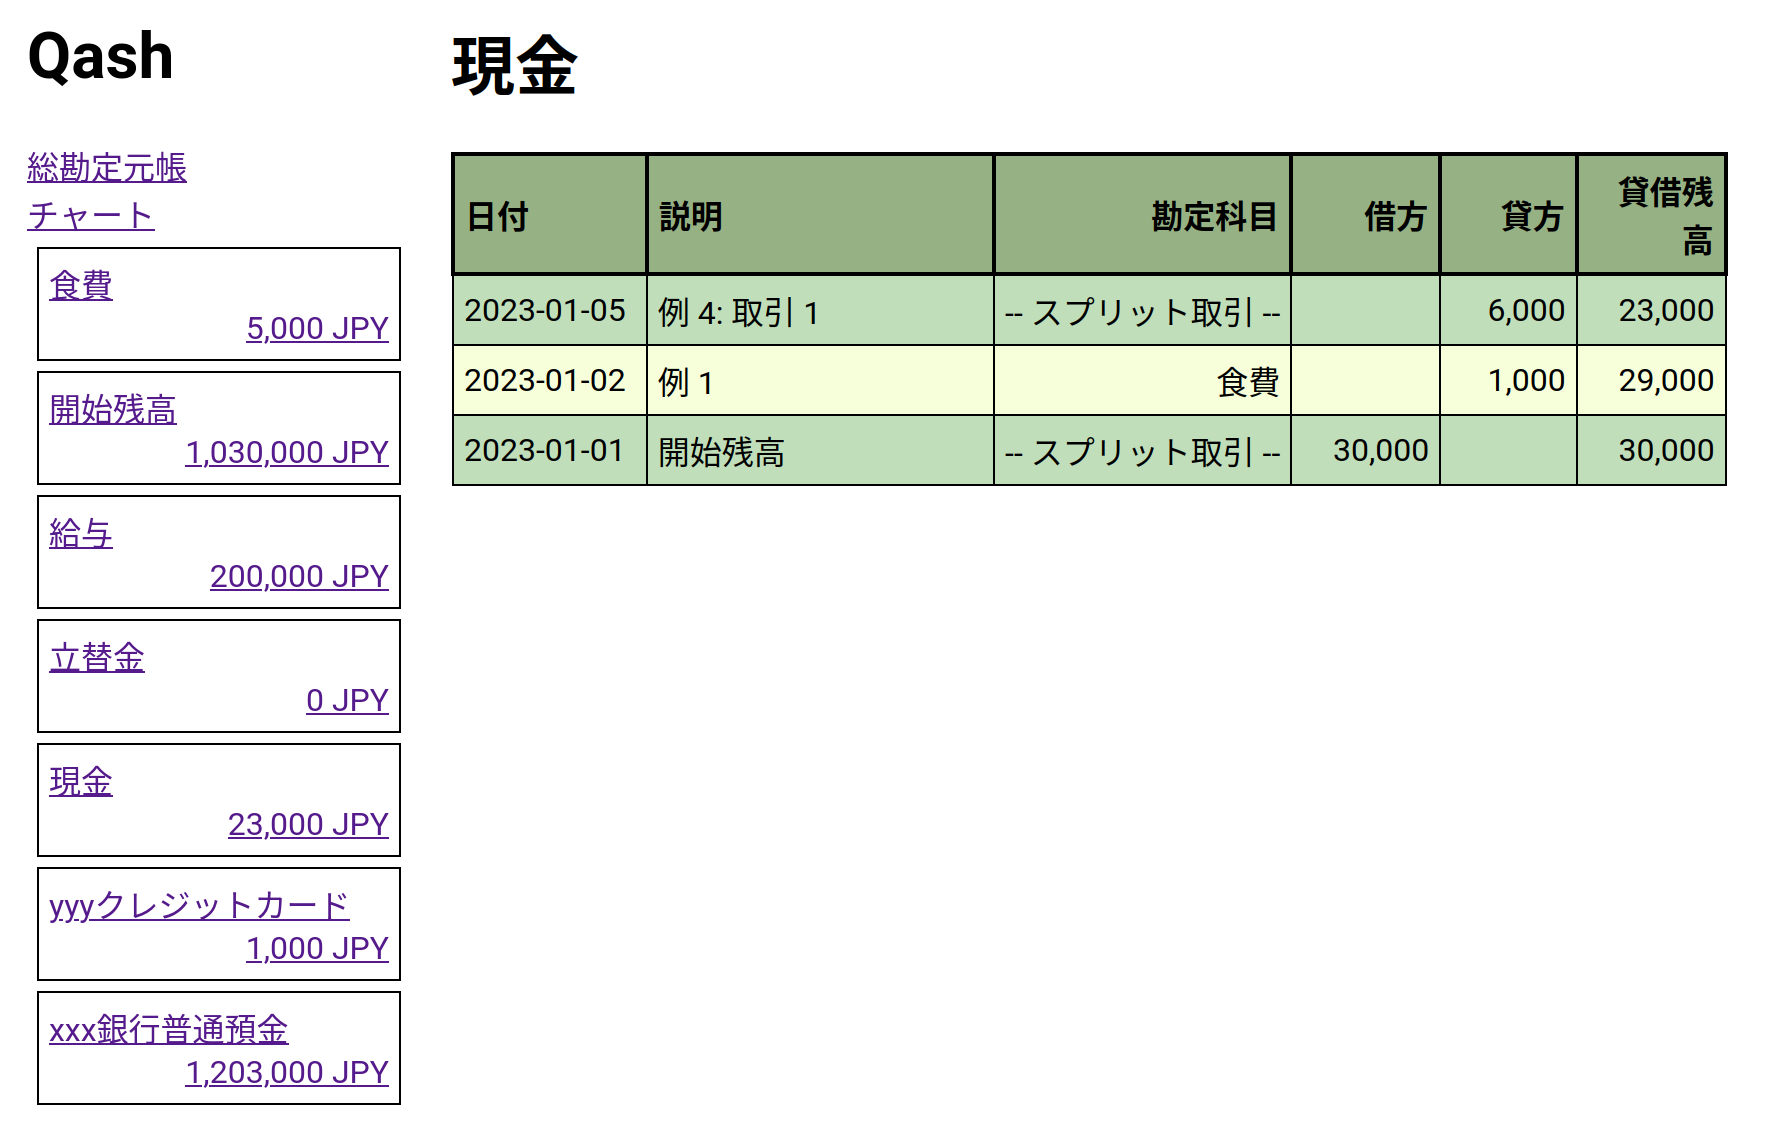 Qash
総勘定元帳
チャート
食費
5,000 JPY
開始残高
1,030,000 JPY
給与
200,000 JPY
立替金
0 JPY
現金
23,000 JPY
yyyクレジットカード
1,000 JPY
xxx銀行普通預金
1,203,000 JPY
現金
日付 説明 勘定科目 借方 貸方 貸借残
高
2023-01-05 例 4: 取引 1 -- スプリット取引 -- 6,000 23,000
2023-01-02 例 1 食費 1,000 29,000
2023-01-01 開始残高 -- スプリット取引 -- 30,000 30,000